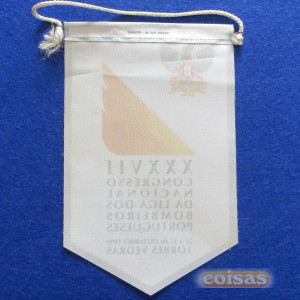 XXXVII
CONGRESSO
NACIONAL
DA LIGA DOS
BOMBEIROS
PORTUGUESES
TORRES VEDRAS
coisas